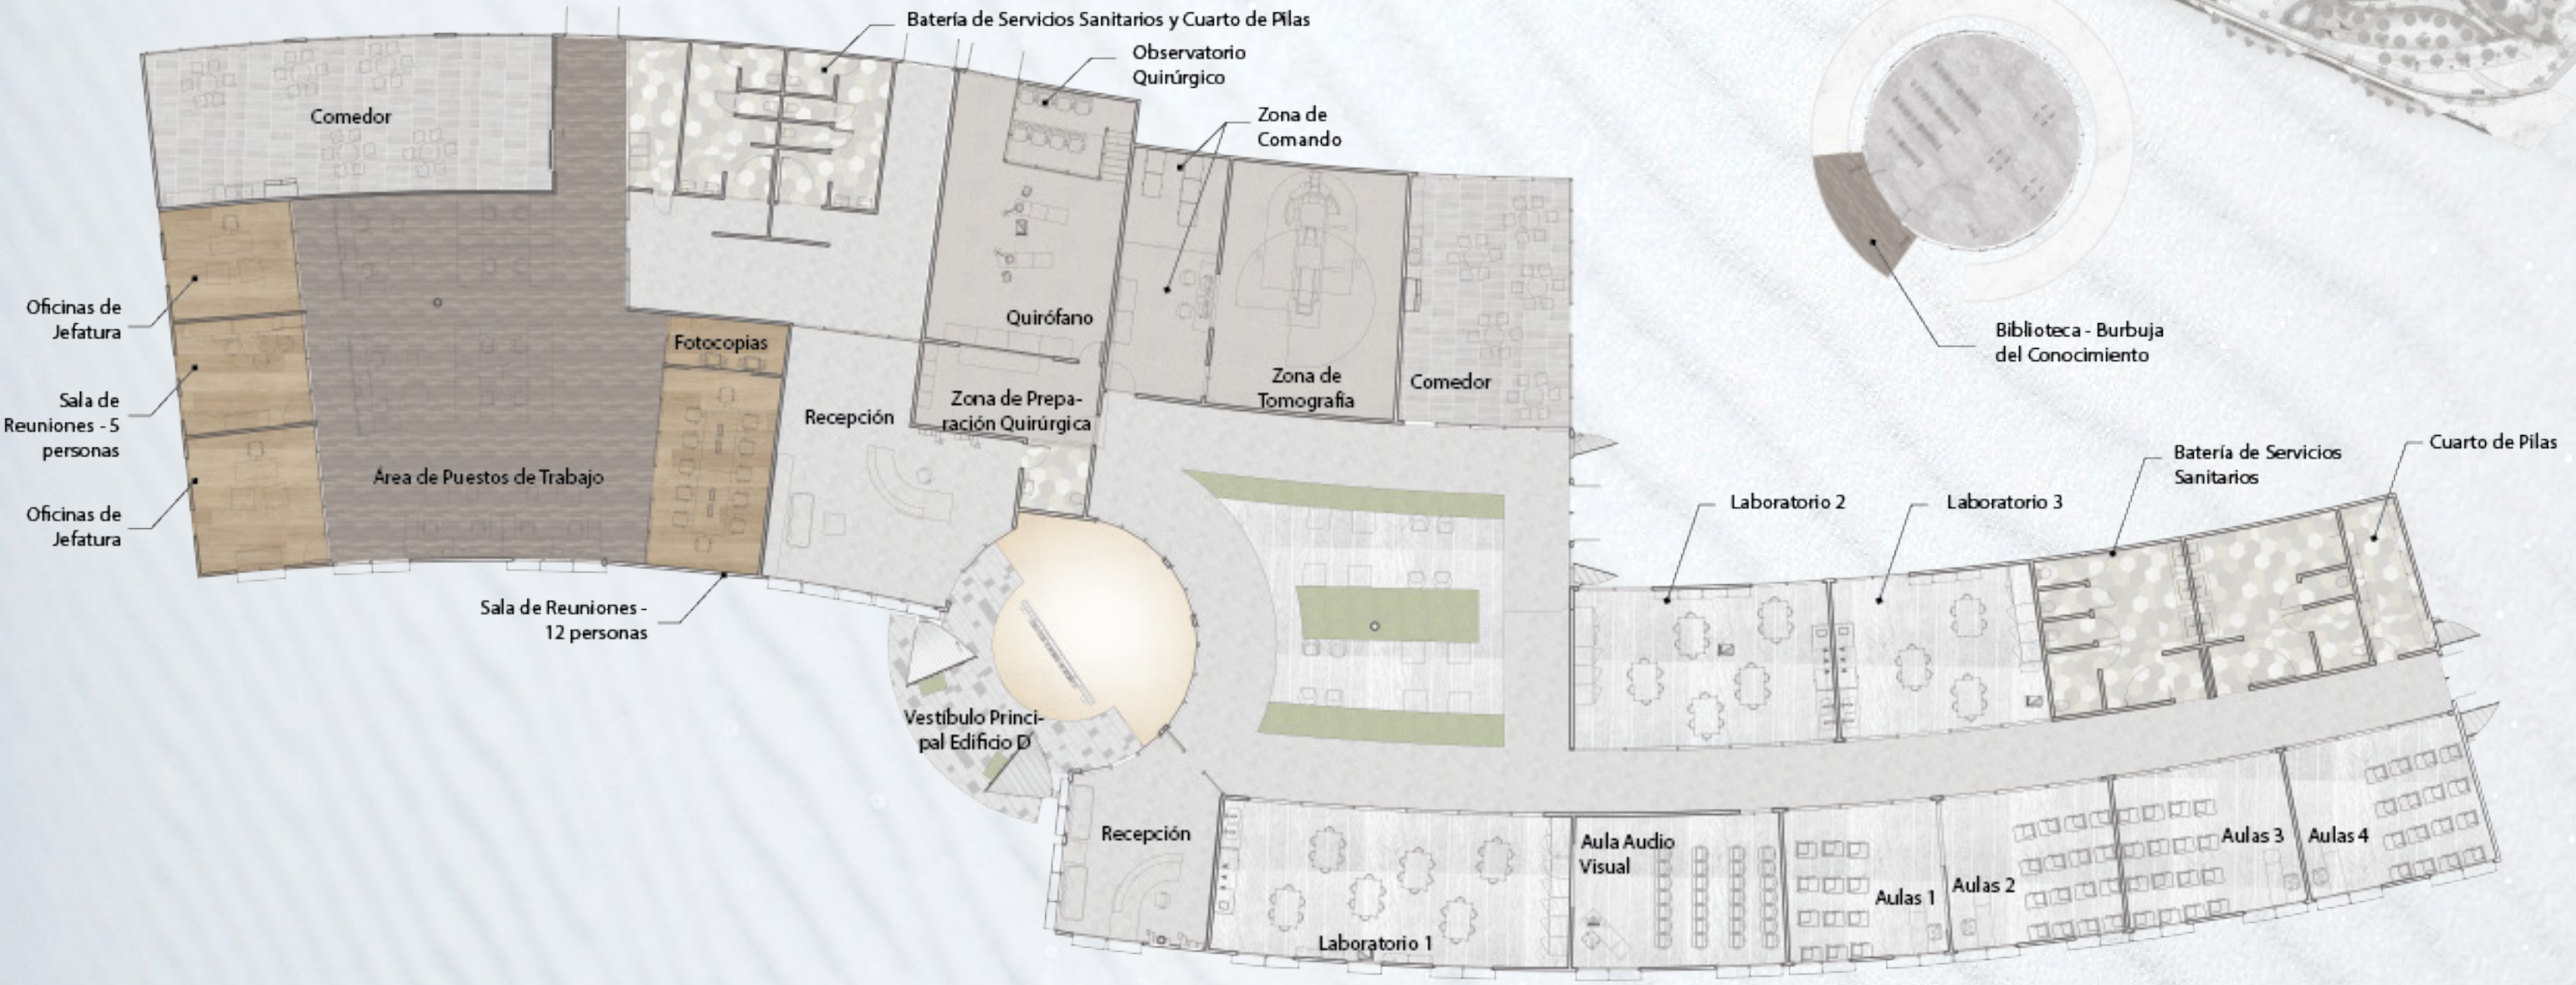 Batería de Servicios Sanitarios y Cuarto de Pilas
Observatorio
Quirúrgico
Zona de
Comando
Comedor
Oficinas de
Jefatura
Sala de
Reuniones - 5
personas
Oficinas de
Jefatura
Área de Puestos de Trabajo
Fotocopias
Sala de Reuniones -
12 personas
Recepción
Quirófano
Zona de Prepa-
ración Quirúrgica
Zona de
Tomografía
Comedor
Biblioteca - Burbuja
del Conocimiento
Vestíbulo Princi-
pal Edificio D
Laboratorio 2
Laboratorio 3
Batería de Servicios
Sanitarios
Cuarto de Pilas
Recepción
Laboratorio 1
Aula Audio
Visual
Aulas 1
Aulas 2
Aulas 3
Aulas 4